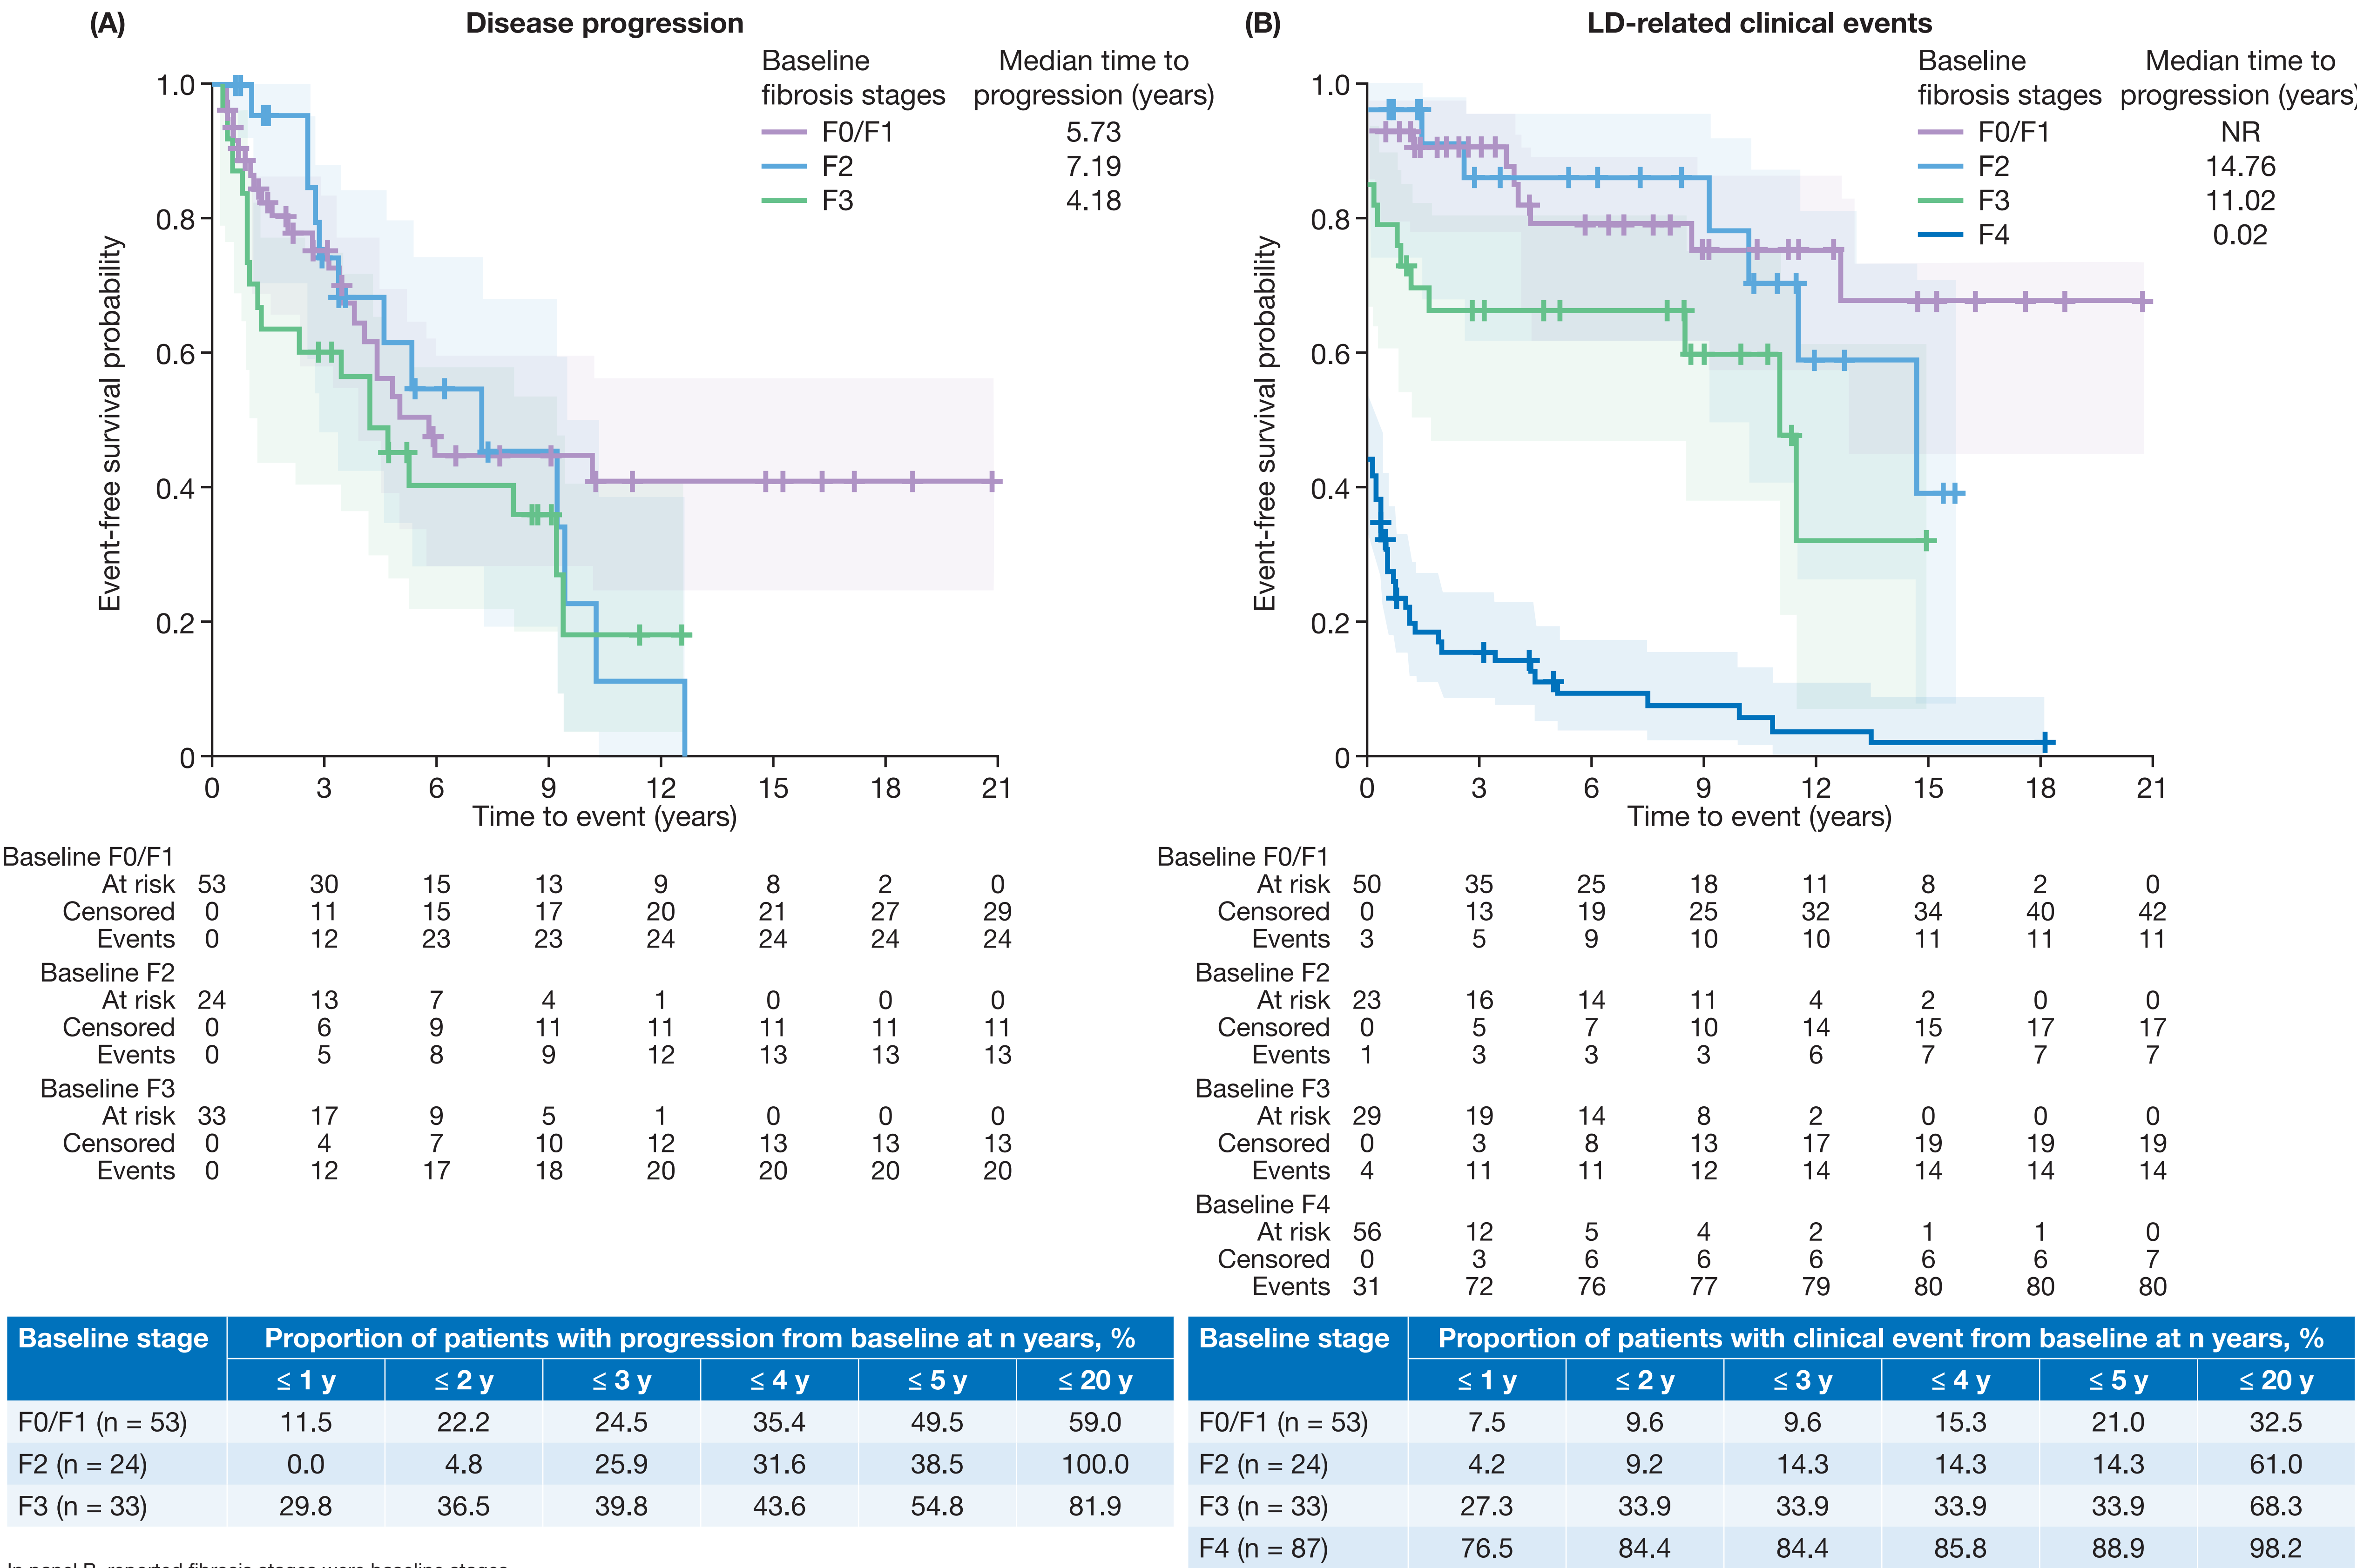 (A) Disease progression
Baseline fibrosis stages Median time to progression (years)
F0/F1 5.73
F2 7.19
F3 4.18
Event-free survival probability
1.0
0.8
0.6
0.4
0.2
0
0 3 6 9 12 15 18 21
Time to event (years)
Baseline F0/F1
At risk 53 30 15 13 9 8 2 0
Censored 0 11 15 17 20 21 27 29
Events 0 12 23 23 24 24 24 24
Baseline F2
At risk 24 13 7 4 1 0 0 0
Censored 0 6 9 11 11 11 11 11
Events 0 5 8 9 12 13 13 13
Baseline F3
At risk 33 17 9 5 1 0 0 0
Censored 0 4 7 10 12 13 13 13
Events 0 12 17 18 20 20 20 20
Baseline stage Proportion of patients with progression from baseline at n years, %
≤ 1 y ≤ 2 y ≤ 3 y ≤ 4 y ≤ 5 y ≤ 20 y
F0/F1 (n = 53) 11.5 22.2 24.5 35.4 49.5 59.0
F2 (n = 24) 0.0 4.8 25.9 31.6 38.5 100.0
F3 (n = 33) 29.8 36.5 39.8 43.6 54.8 81.9
(B) LD-related clinical events
Baseline fibrosis stages Median time to progression (years)
F0/F1 NR
F2 14.76
F3 11.02
F4 0.02
Event-free survival probability
1.0
0.8
0.6
0.4
0.2
0
0 3 6 9 12 15 18 21
Time to event (years)
Baseline F0/F1
At risk 50 35 25 18 11 8 2 0
Censored 0 13 19 25 32 34 40 42
Events 3 5 9 10 10 11 11 11
Baseline F2
At risk 23 16 14 11 4 2 0 0
Censored 0 5 7 10 14 15 17 17
Events 1 3 3 3 6 7 7 7
Baseline F3
At risk 29 19 14 8 2 0 0 0
Censored 0 3 8 13 17 19 19 19
Events 4 11 11 12 14 14 14 14
Baseline F4
At risk 56 12 5 4 2 1 1 0
Censored 0 3 6 6 6 6 6 7
Events 31 72 76 77 79 80 80 80
Baseline stage Proportion of patients with clinical event from baseline at n years, %
≤ 1 y ≤ 2 y ≤ 3 y ≤ 4 y ≤ 5 y ≤ 20 y
F0/F1 (n = 53) 7.5 9.6 9.6 15.3 21.0 32.5
F2 (n = 24) 4.2 9.2 14.3 14.3 14.3 61.0
F3 (n = 33) 27.3 33.9 33.9 33.9 33.9 68.3
F4 (n = 87) 76.5 84.4 84.4 85.8 88.9 98.2